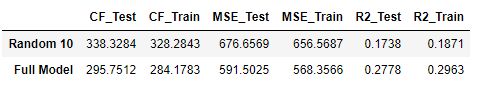 CF_Test CF_Train MSE_Test MSE_Train R2_Test R2_Train
Random 10 338.3284 328.2843 676.6569 656.5687 0.1738 0.1871
Full Model 295.7512 284.1783 591.5025 568.3566 0.2778 0.2963